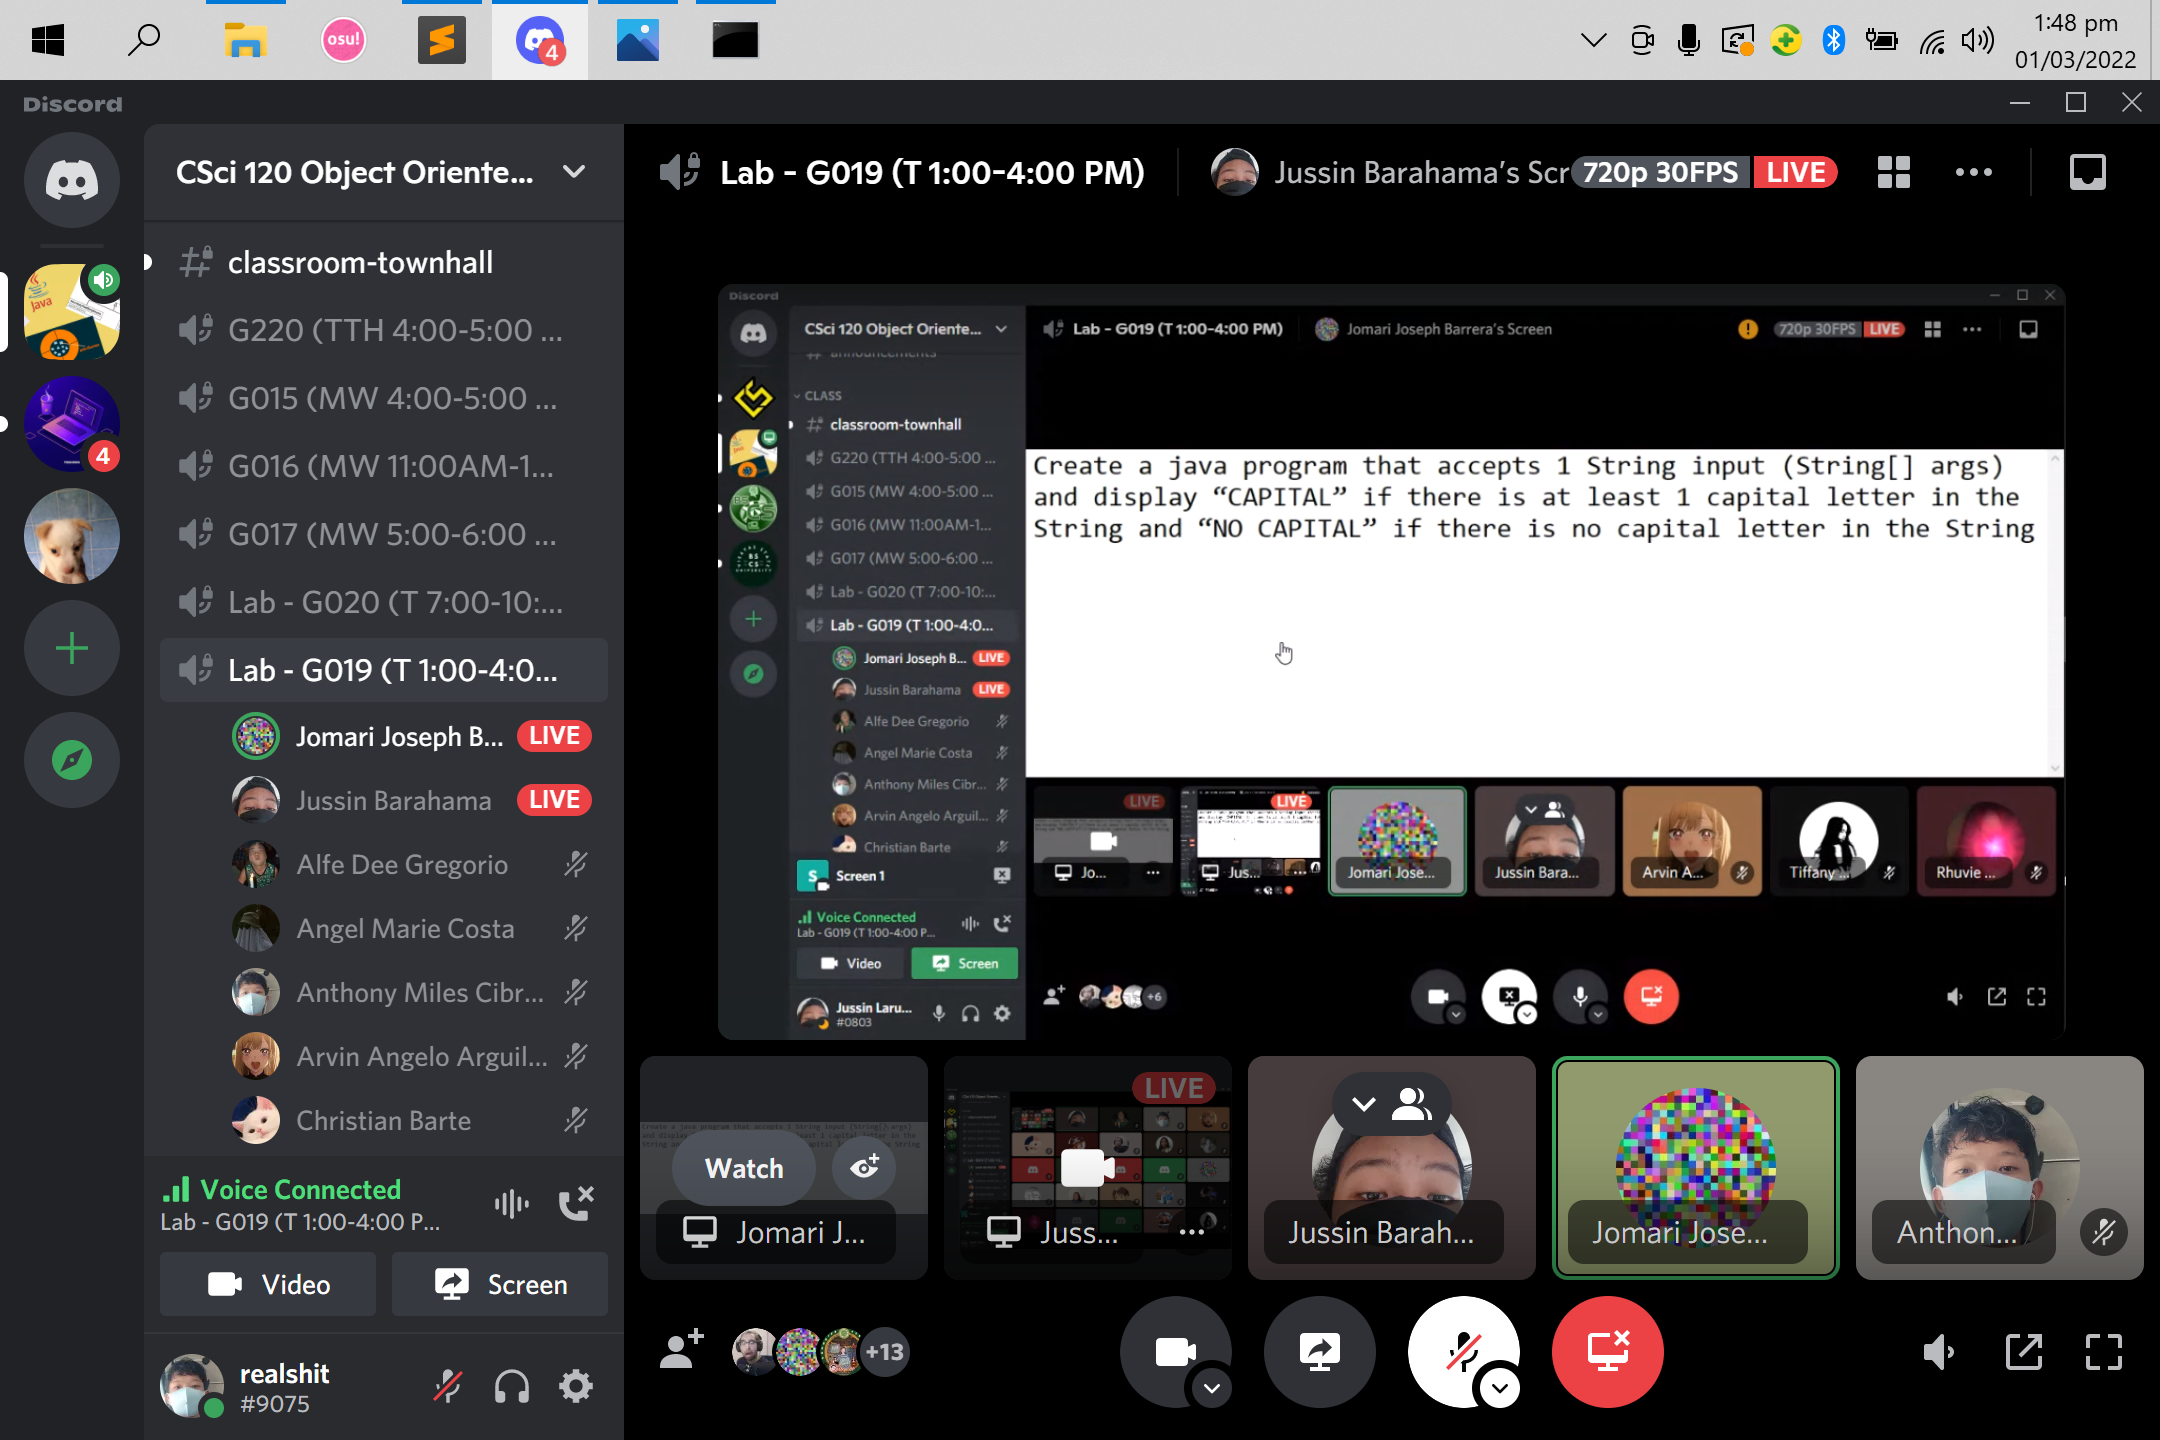 osu!
4
1:48 pm
01/03/2022
Discord
CSci 120 Object Oriente...
Lab - G019 (T 1:00-4:00 PM)
Jussin Barahama's Scr
720p 30FPS LIVE
classroom-townhall
G220 (TTH 4:00-5:00 ...
G015 (MW 4:00-5:00 ...
G016 (MW 11:00AM-1...
G017 (MW 5:00-6:00 ...
Lab - G020 (T 7:00-10:...
Lab - G019 (T 1:00-4:0...
Jomari Joseph B... LIVE
Jussin Barahama LIVE
Alfe Dee Gregorio
Angel Marie Costa
Anthony Miles Cibr...
Arvin Angelo Arguil...
Christian Barte
Java
4
Voice Connected
Lab - G019 (T 1:00-4:00 P...
Video
Screen
realshit
#9075
Discord
CSci 120 Object Oriente...
Lab - G019 (T 1:00-4:00 PM)
Jomari Joseph Barrera's Screen
720p 30FPS LIVE
announcements
CLASS
classroom-townhall
G220 (TTH 4:00-5:00 ...
G015 (MW 4:00-5:00 ...
G016 (MW 11:00AM-1...
G017 (MW 5:00-6:00 ...
Lab - G020 (T 7:00-10:...
Lab - G019 (T 1:00-4:0...
Jomari Joseph B... LIVE
Jussin Barahama LIVE
Alfe Dee Gregorio
Angel Marie Costa
Anthony Miles Cibr...
Arvin Angelo Arguil...
Christian Barte
S Screen 1
Voice Connected
Lab - G019 (T 1:00-4:00 P...
Video
Screen
Jussin Laru...
#0803
Create a java program that accepts 1 String input (String[] args)
and display “CAPITAL” if there is at least 1 capital letter in the
String and “NO CAPITAL” if there is no capital letter in the String
LIVE
Jo...
LIVE
Jus...
Jomari Jose...
Jussin Bara...
Arvin A...
Tiffany ...
Rhuvie ...
+6
Watch
Jomari J...
LIVE
Juss...
Jussin Barah...
Jomari Jose...
Anthon...
+13